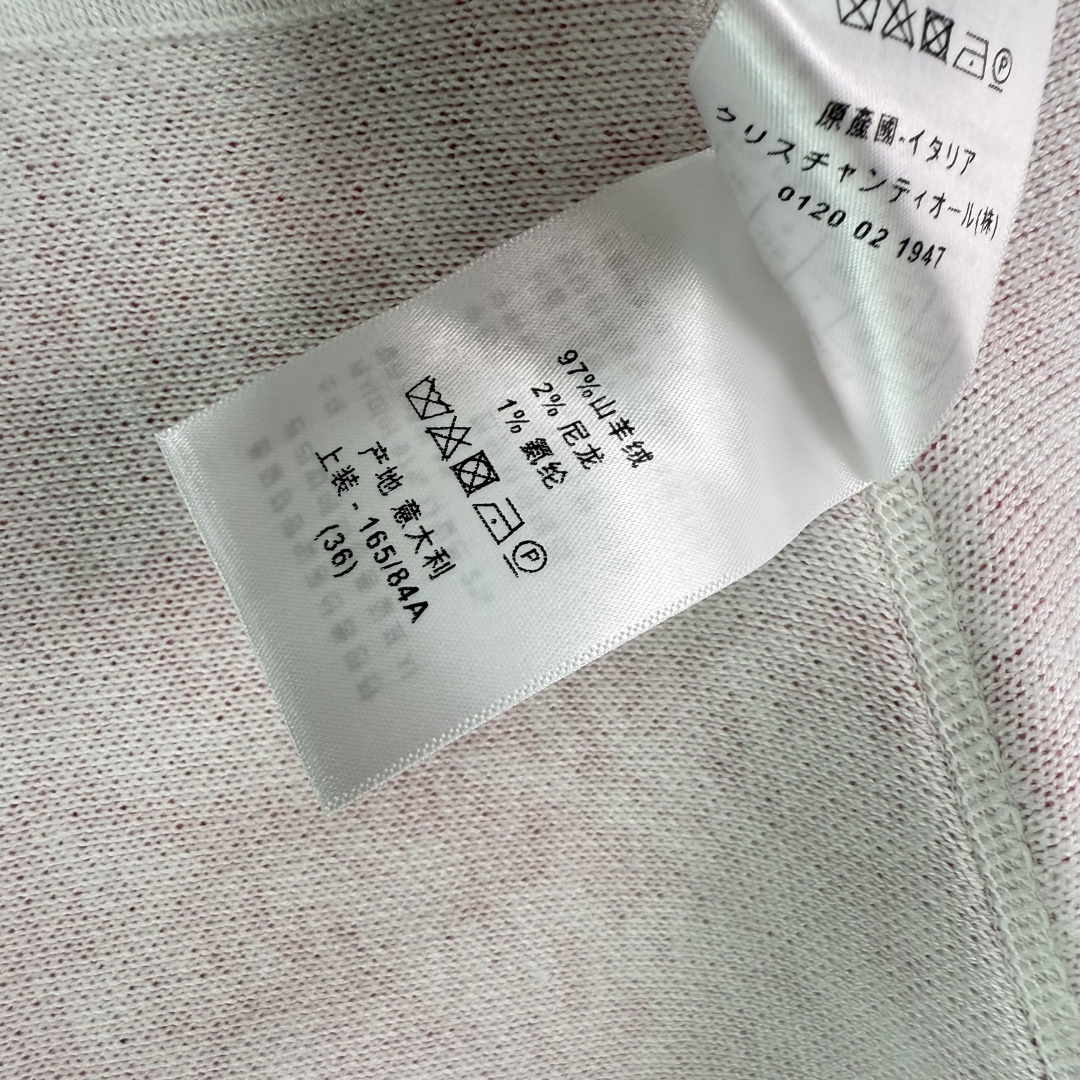 原産國-イタリア
クリスチャンディオール(株)
0120 02 1947
97%山羊绒
2% 尼龙
1% 氨纶
P
产地 意大利
上装 - 165/84A
(36)